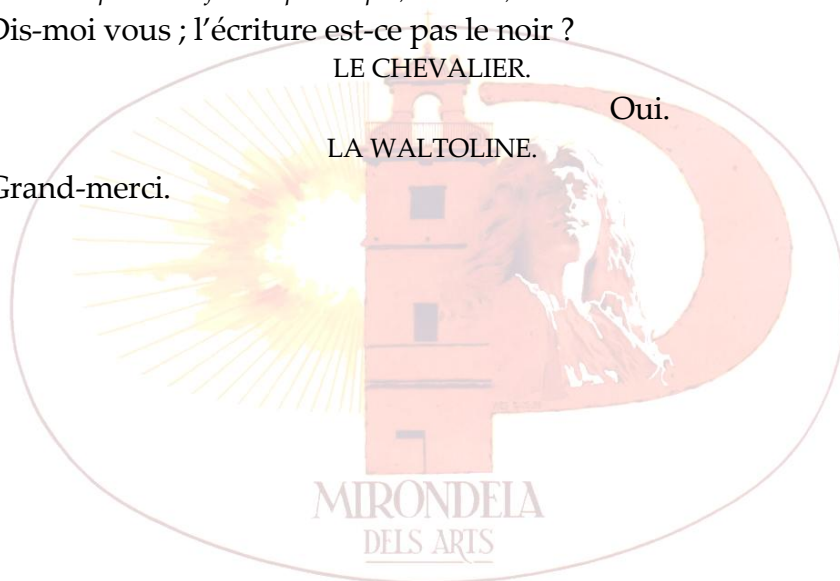 Dis-moi vous ; l’écriture est-ce pas le noir ?
LE CHEVALIER.
Oui.
LA WALTOLINE.
Grand-merci.
MIRONDELA
DELS ARTS